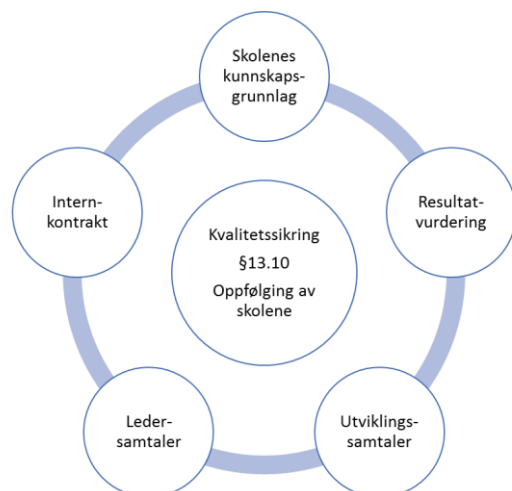 Skolenes
kunnskaps-
grunnlag
Intern-
kontrakt
Resultat-
vurdering
Kvalitetssikring
§13.10
Oppfølging av
skolene
Leder-
samtaler
Utviklings-
samtaler